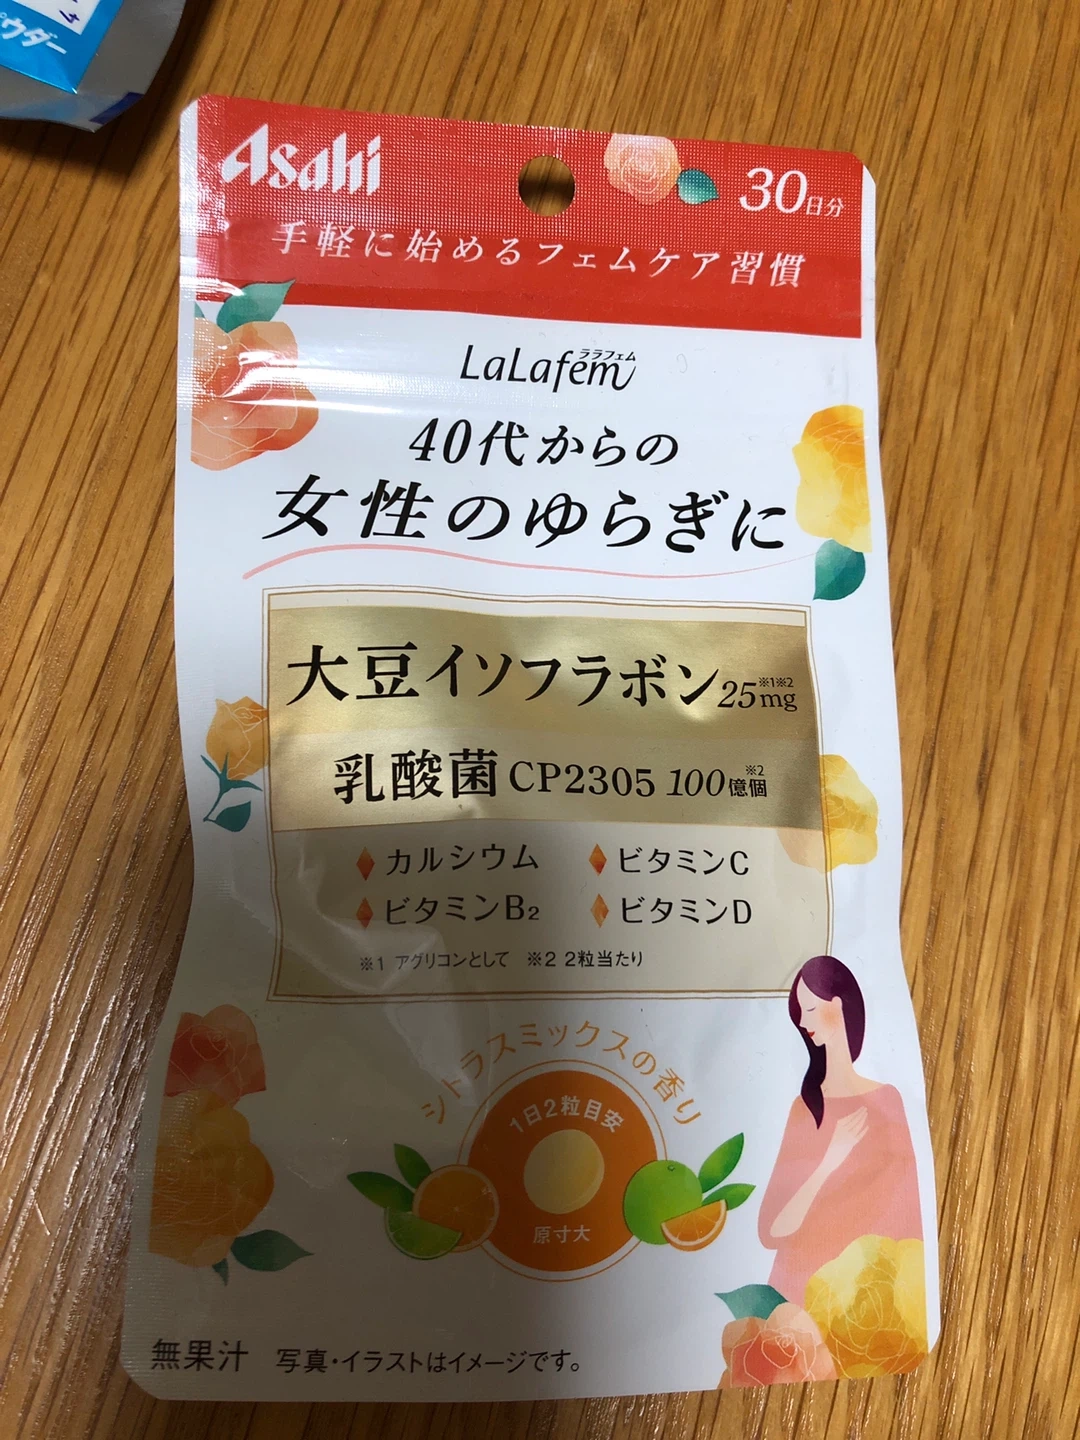 ウダー
Asahi
30日分
手軽に始めるフェムケア習慣
ララフェム
LaLafem
40代からの
女性のゆらぎに
大豆イソフラボン25mg※1※2
乳酸菌 CP2305 100億個※2
カルシウム
ビタミンC
ビタミンB2
ビタミンD
※1 アグリコンとして ※2 2粒当たり
シトラスミックスの香り
1日2粒目安
原寸大
無果汁 写真・イラストはイメージです。